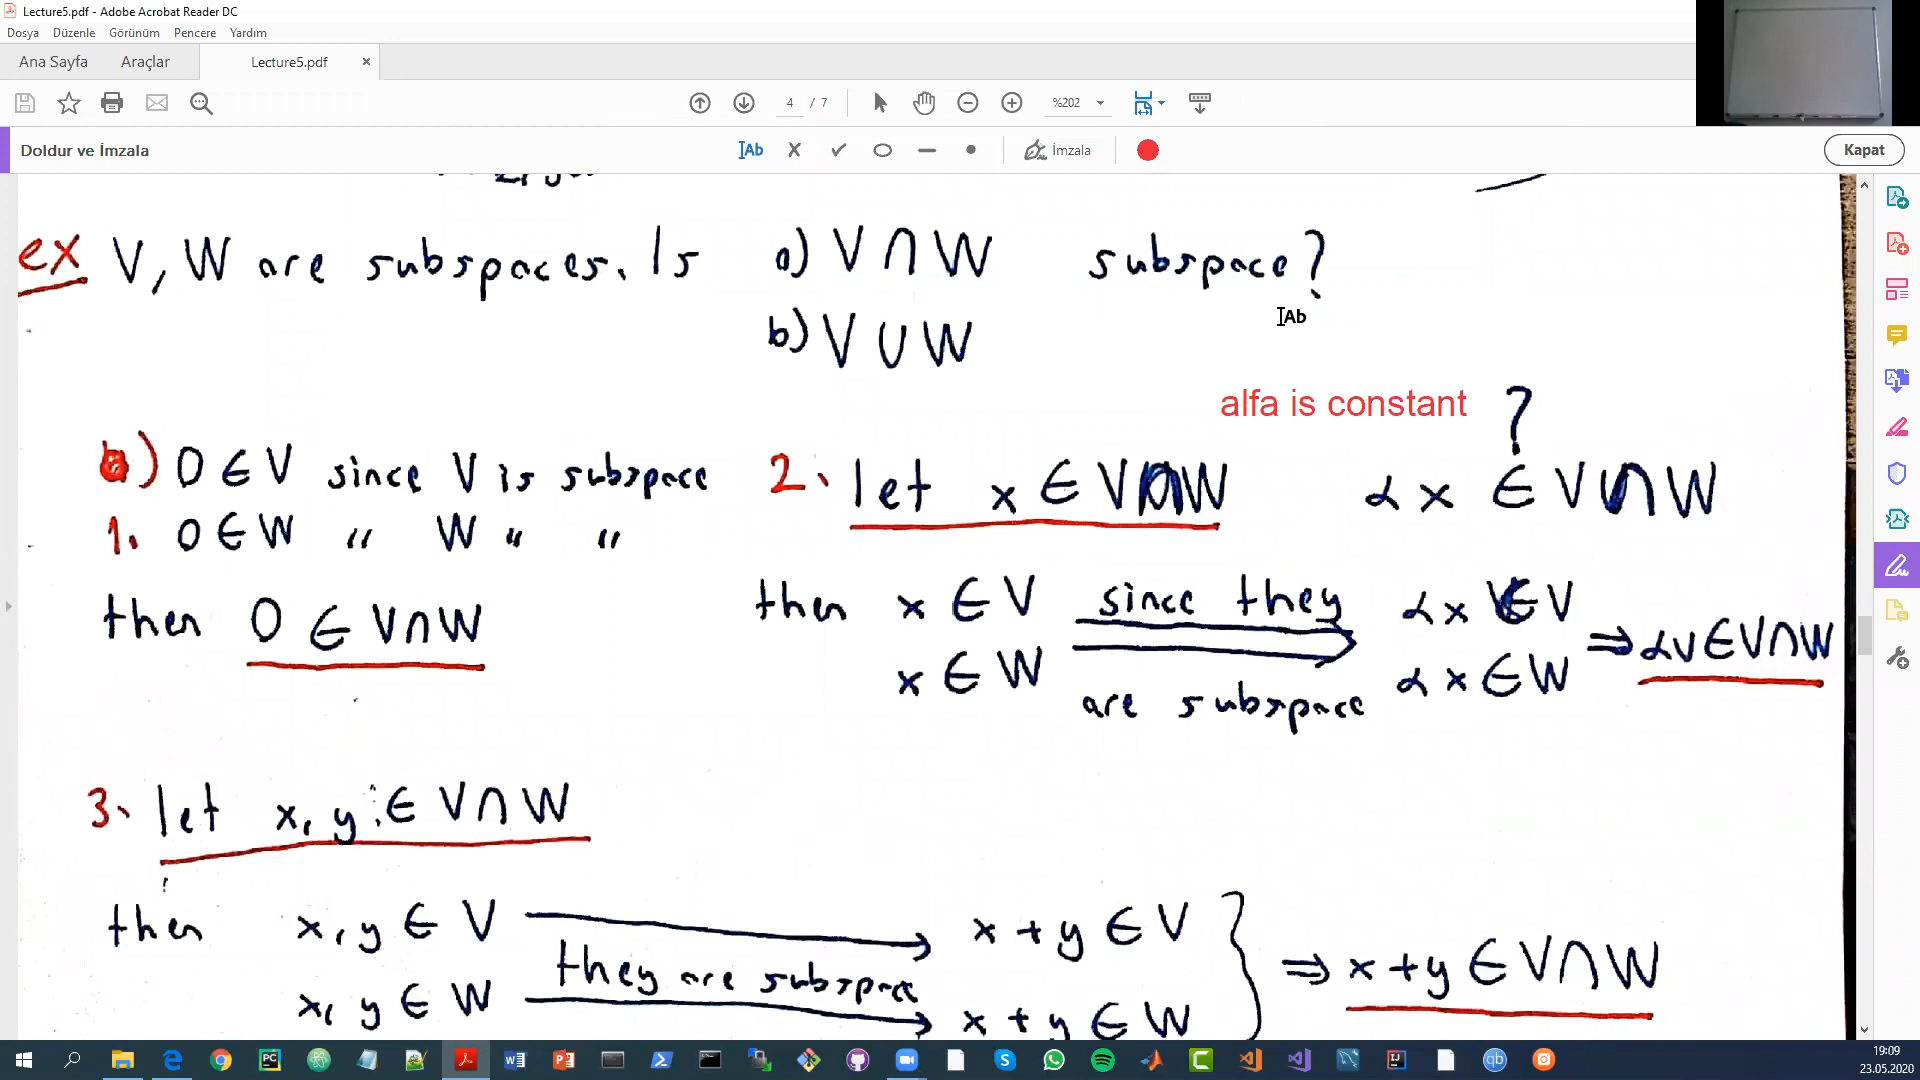 Lecture5.pdf - Adobe Acrobat Reader DC
Dosya Düzenle Görünüm Pencere Yardım
Ana Sayfa Araçlar Lecture5.pdf ×
4 / 7 %202
Doldur ve İmzala Ab İmzala Kapat
ex V, W are subspaces. Is a) V ∩ W subspace?
b) V ∪ W
Ab
alfa is constant
?
a) 0 ∈ V since V is subspace
1. 0 ∈ W " W " "
then 0 ∈ V∩W
2. let x ∈ V∩W αx ∈ V∩W
then x ∈ V since they αx ∈ V
x ∈ W are subspace αx ∈ W
⇒ αv ∈ V∩W
3. let x, y ∈ V∩W
then x, y ∈ V x + y ∈ V
they are subspace ⇒ x + y ∈ V∩W
x, y ∈ W x + y ∈ W
19:09
23.05.2020